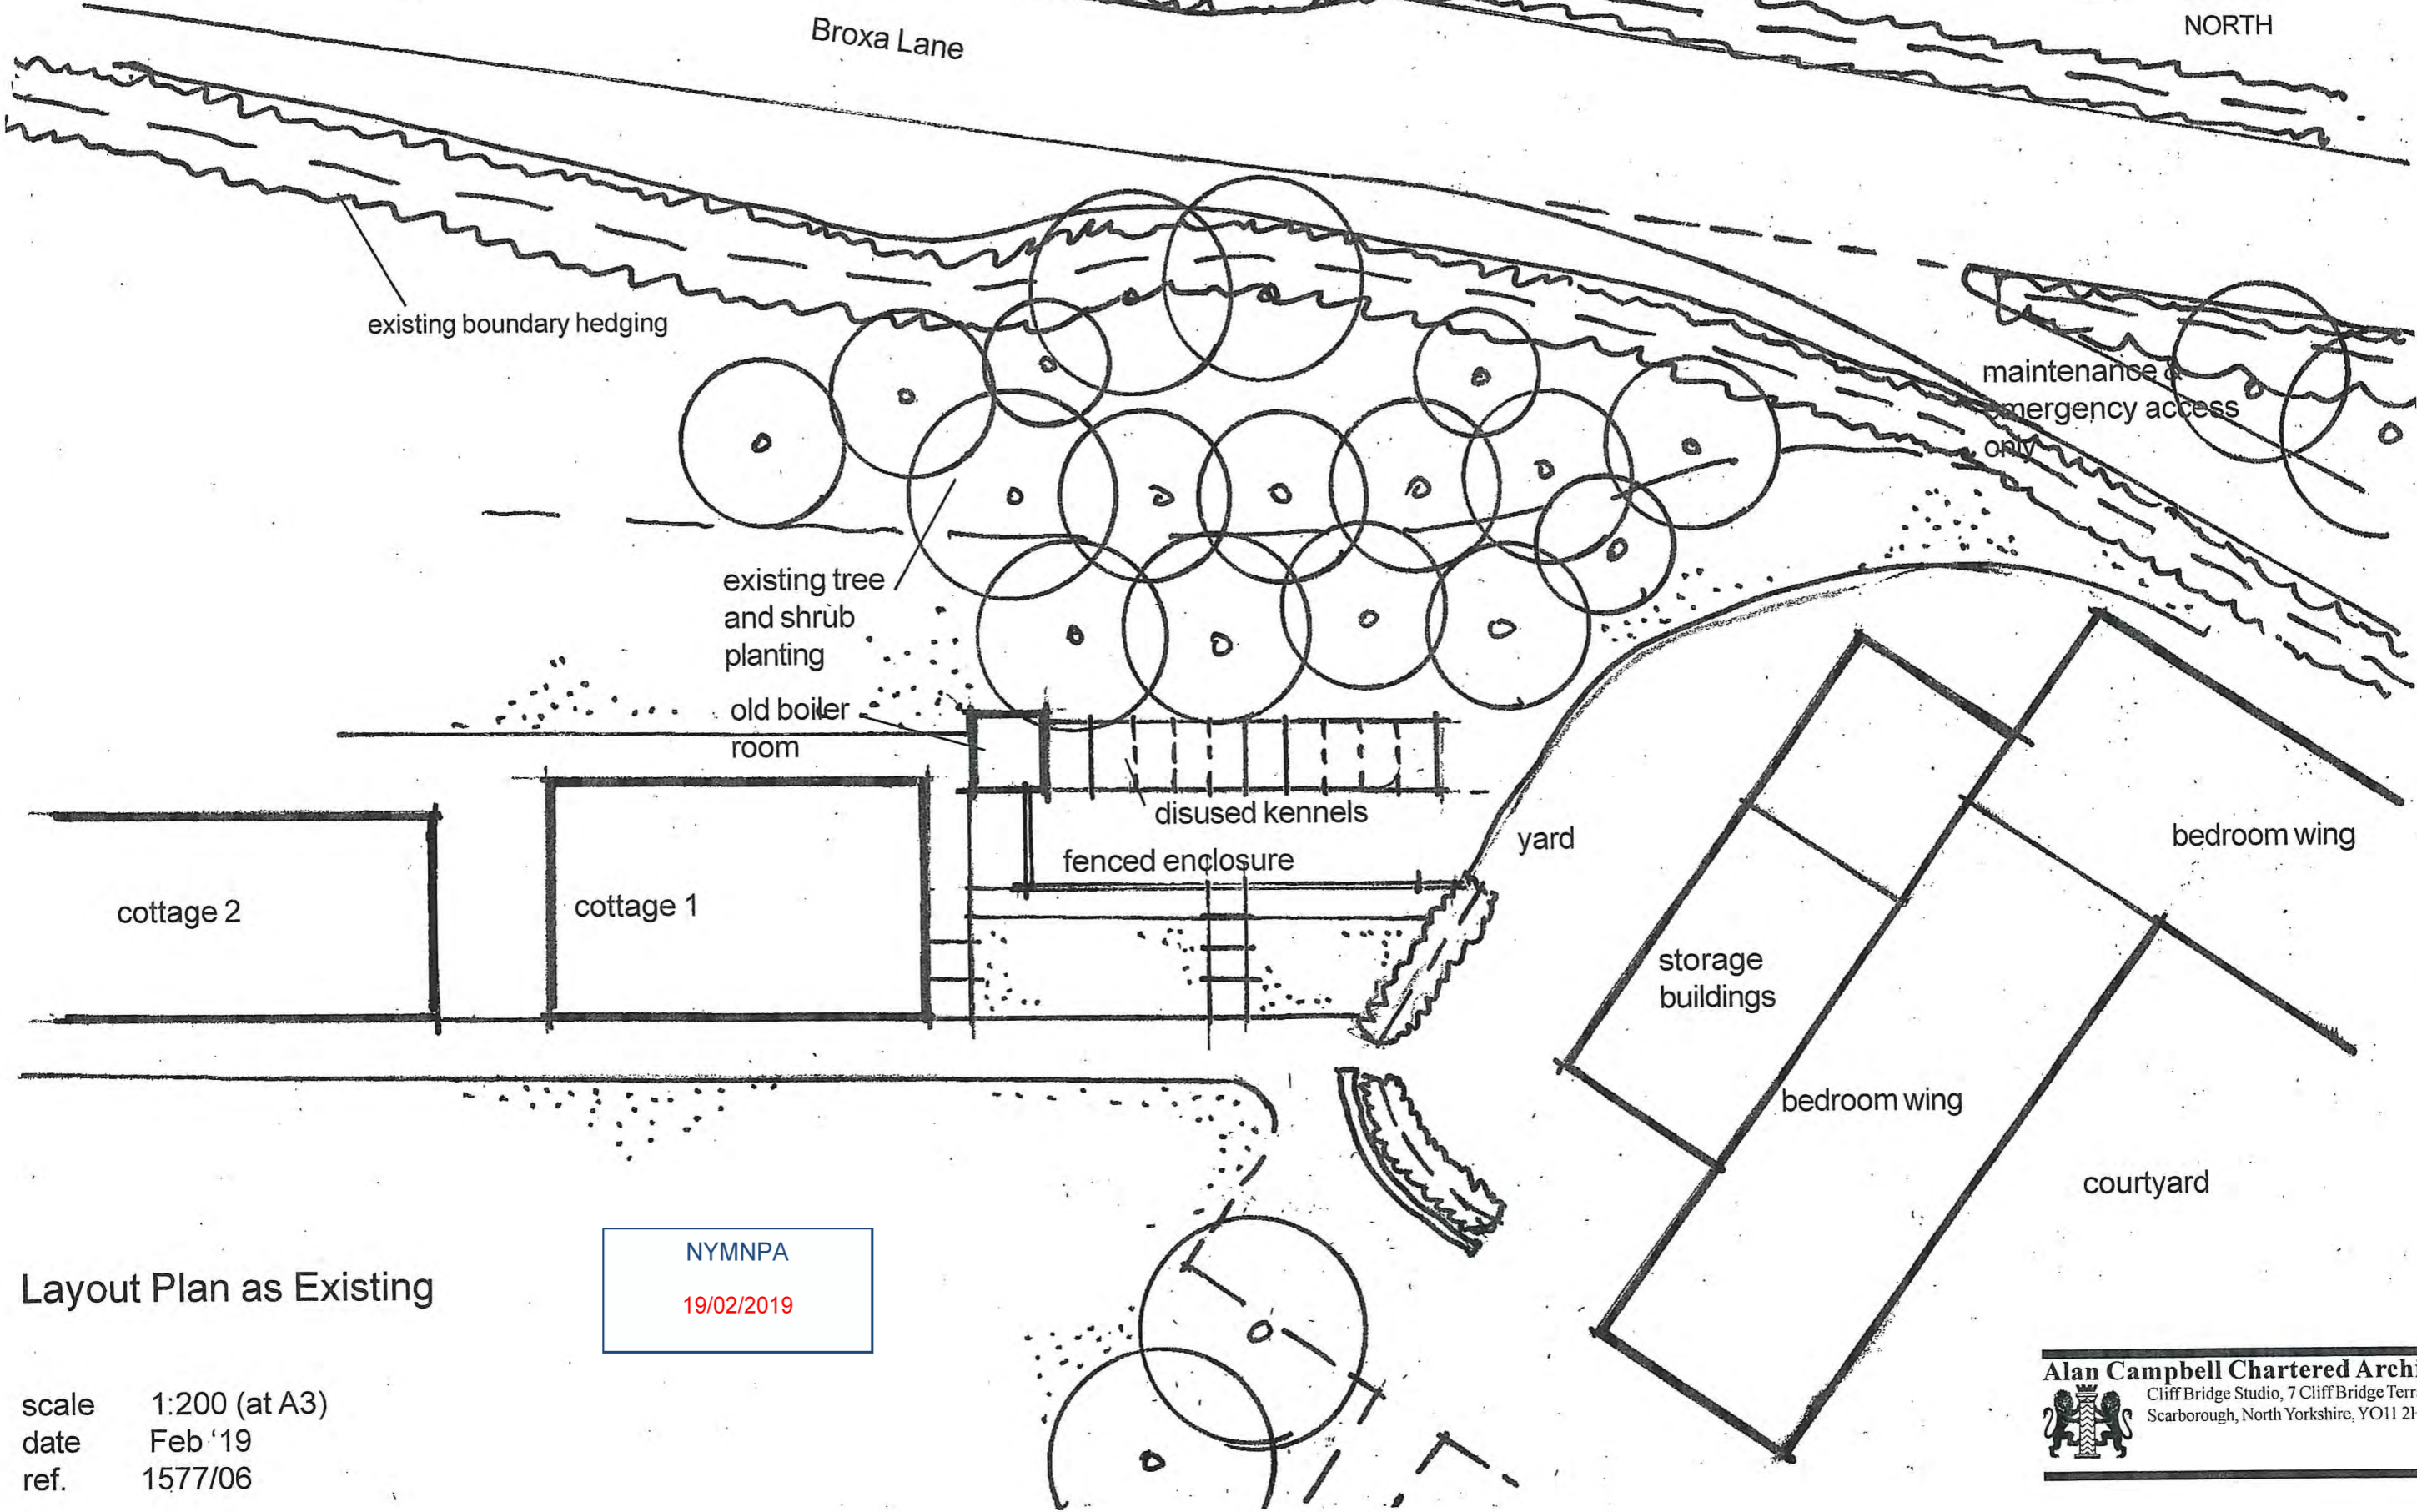 Broxa Lane
NORTH
existing boundary hedging
maintenance &
emergency access
only
existing tree
and shrub
planting
old boiler
room
disused kennels
fenced enclosure
yard
bedroom wing
cottage 2
cottage 1
storage
buildings
bedroom wing
courtyard
Layout Plan as Existing
NYMNPA
19/02/2019
scale 1:200 (at A3)
date Feb '19
ref. 1577/06
Alan Campbell Chartered Archi
Cliff Bridge Studio, 7 Cliff Bridge Terr
Scarborough, North Yorkshire, YO11 2H